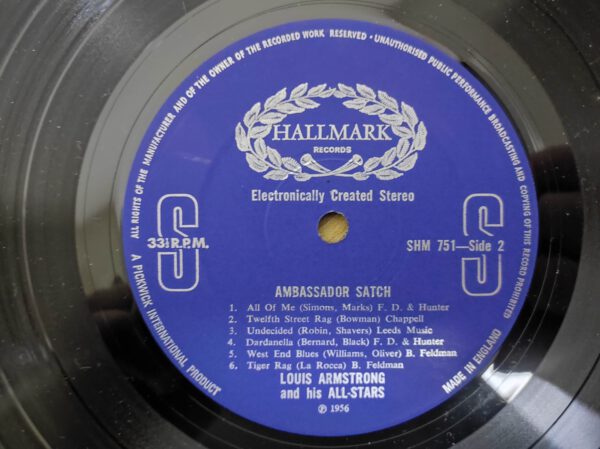 ALL RIGHTS OF THE MANUFACTURER AND OF THE OWNER OF THE RECORDED WORK RESERVED · UNAUTHORISED PUBLIC PERFORMANCE BROADCASTING AND COPYING OF THIS RECORD PROHIBITED
HALLMARK
RECORDS
Electronically Created Stereo
S
33⅓ R.P.M.
S
SHM 751—Side 2
AMBASSADOR SATCH
1. All Of Me (Simons, Marks) F. D. & Hunter
2. Twelfth Street Rag (Bowman) Chappell
3. Undecided (Robin, Shavers) Leeds Music
4. Dardanella (Bernard, Black) F. D. & Hunter
5. West End Blues (Williams, Oliver) B. Feldman
6. Tiger Rag (La Rocca) B. Feldman
LOUIS ARMSTRONG
and his ALL-STARS
℗ 1956
A PICKWICK INTERNATIONAL PRODUCT
MADE IN ENGLAND